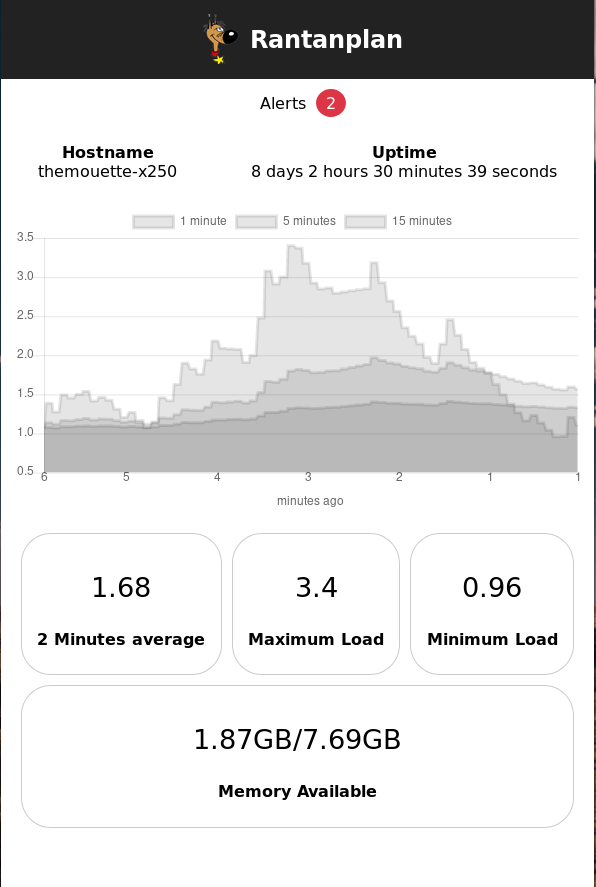 Rantanplan
Alerts 2
Hostname Uptime
themouette-x250 8 days 2 hours 30 minutes 39 seconds
1 minute 5 minutes 15 minutes
3.5
3.0
2.5
2.0
1.5
1.0
0.5
6 5 4 3 2 1 1
minutes ago
1.68 3.4 0.96
2 Minutes average Maximum Load Minimum Load
1.87GB/7.69GB
Memory Available